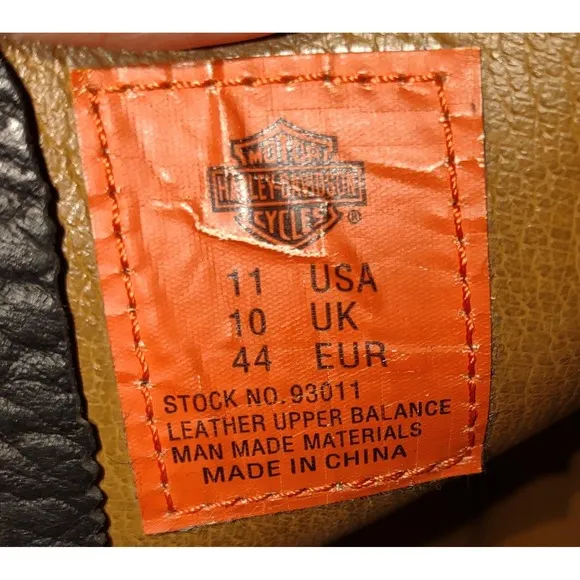 MOTOR
HARLEY-DAVIDSON
CYCLES ®
11 USA
10 UK
44 EUR
STOCK NO. 93011
LEATHER UPPER BALANCE
MAN MADE MATERIALS
MADE IN CHINA